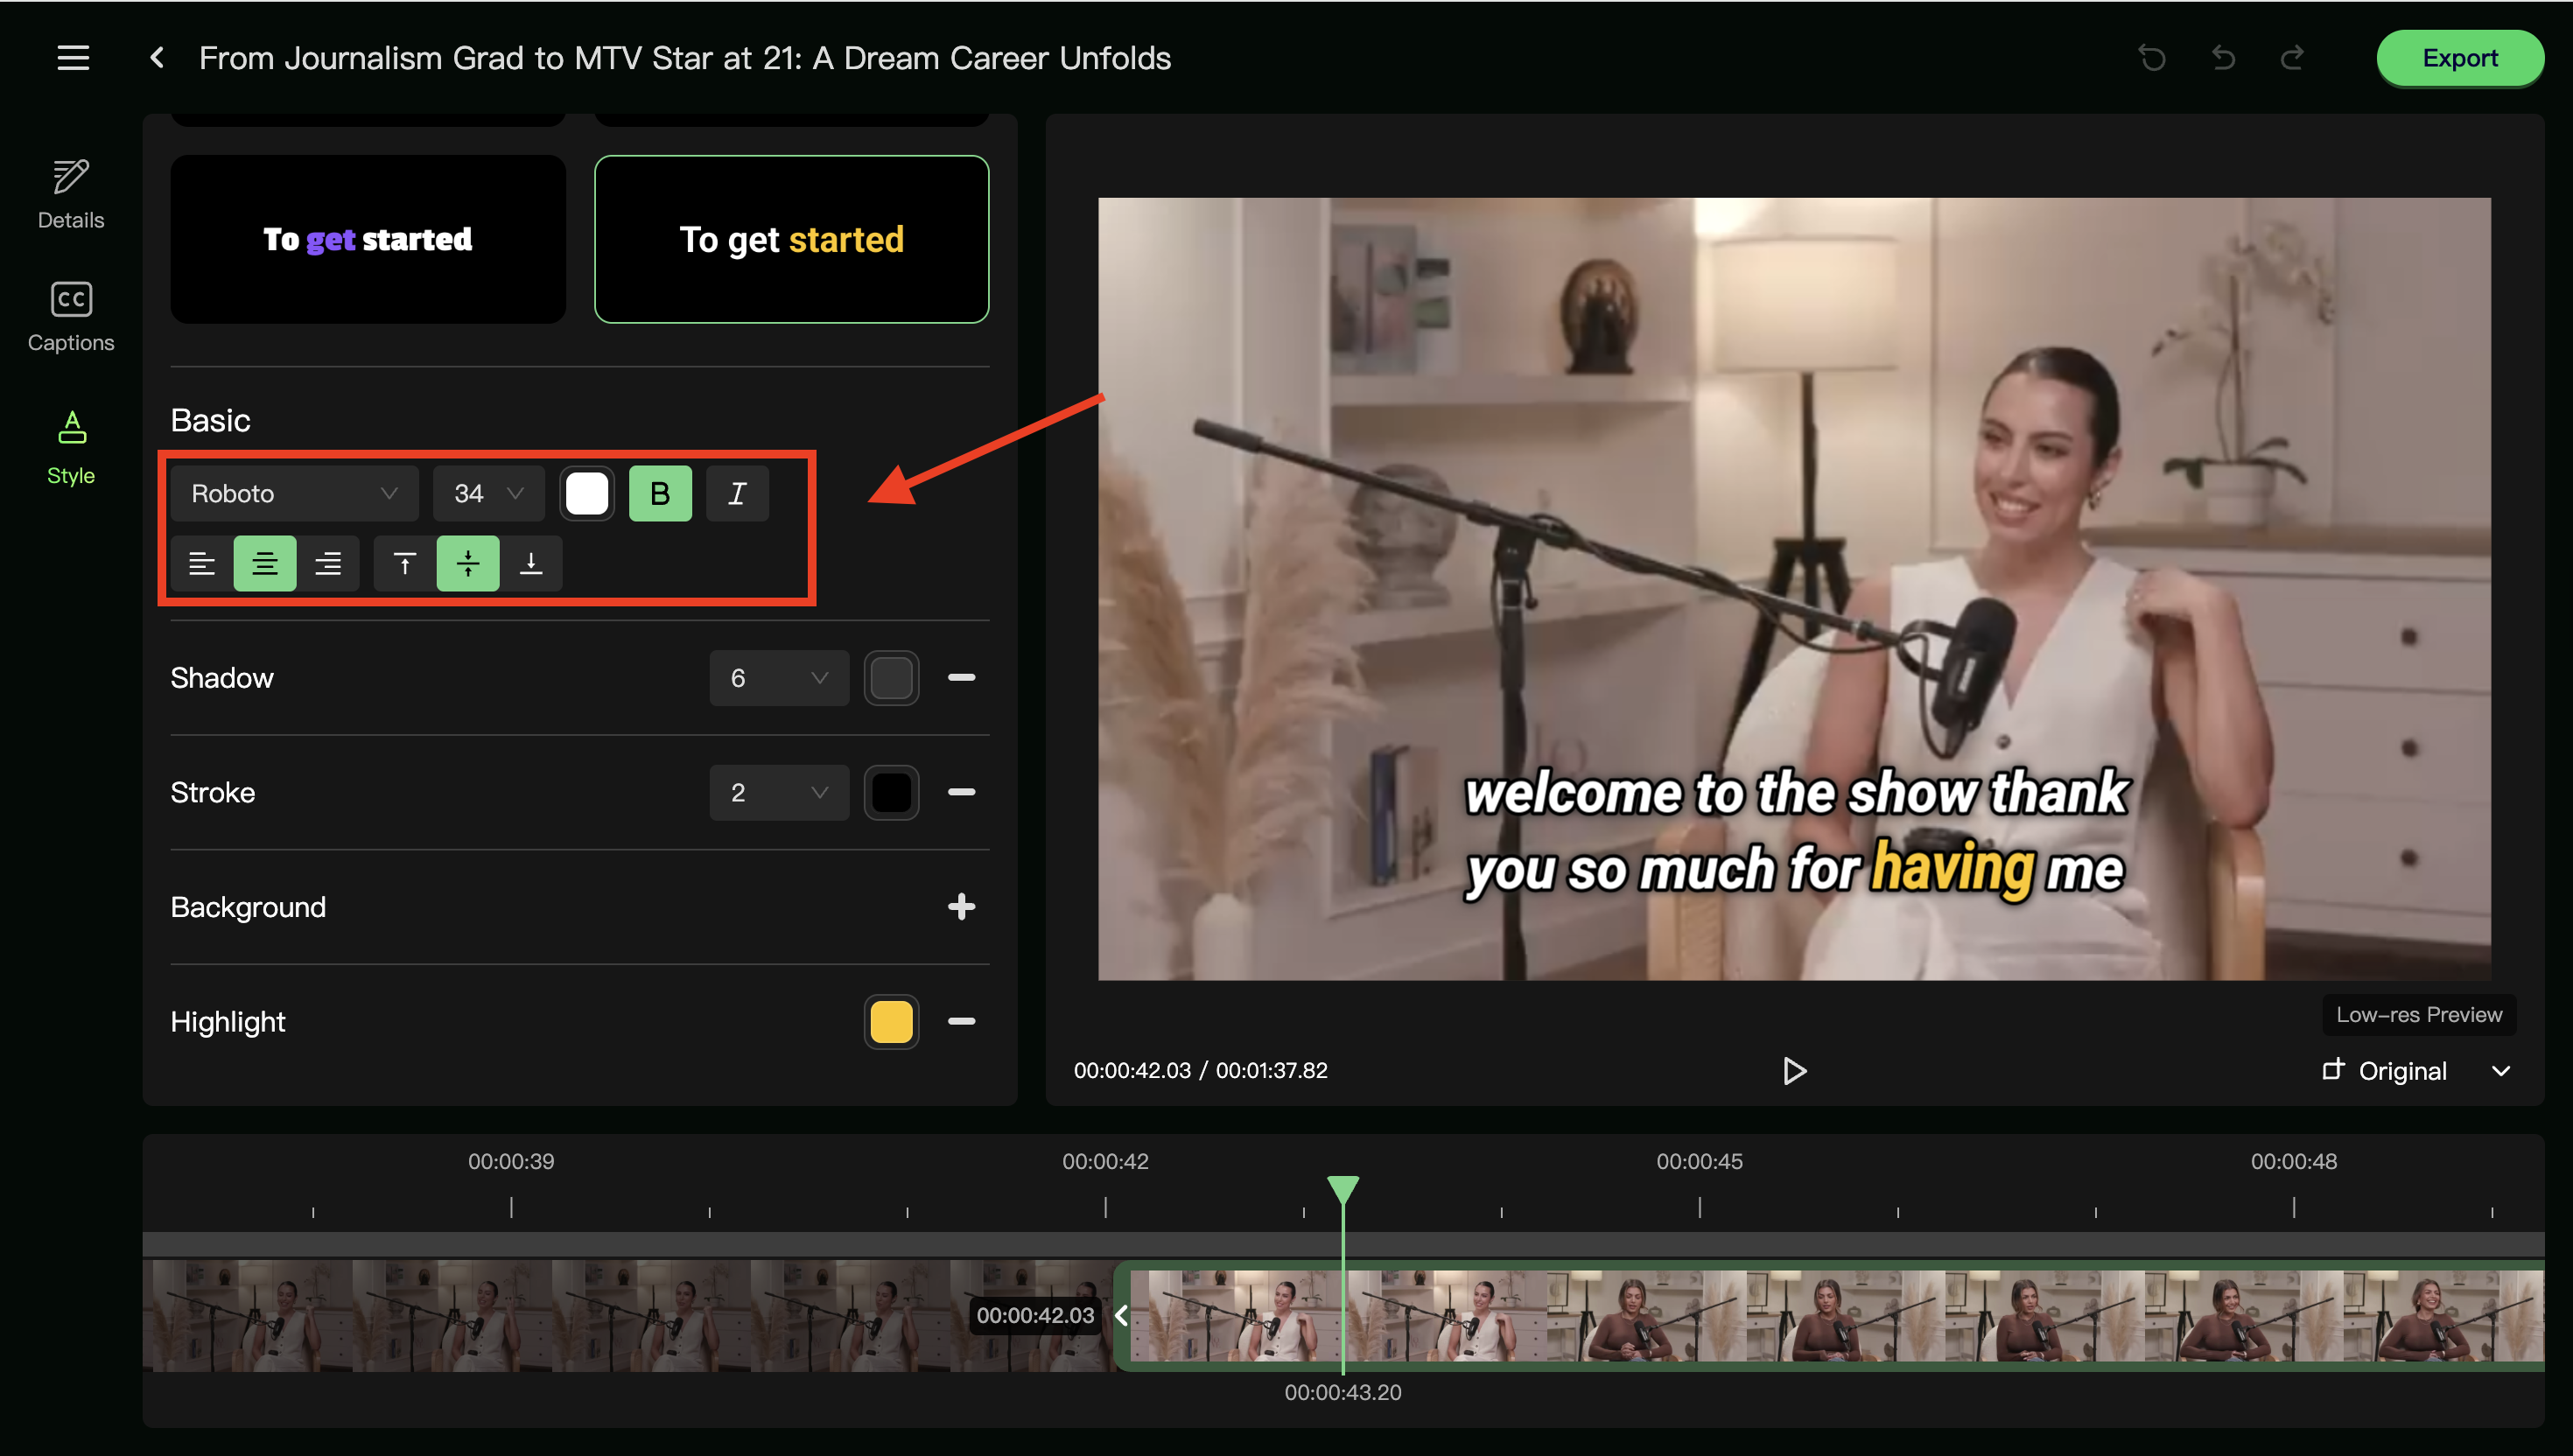 From Journalism Grad to MTV Star at 21: A Dream Career Unfolds
Export
Details
CC
Captions
A
Style
To get started
To get started
Basic
Roboto
34
B
I
Shadow
6
Stroke
2
Background
Highlight
welcome to the show thank
you so much for having me
Low-res Preview
00:00:42.03 / 00:01:37.82
Original
00:00:39
00:00:42
00:00:45
00:00:48
00:00:42.03
00:00:43.20